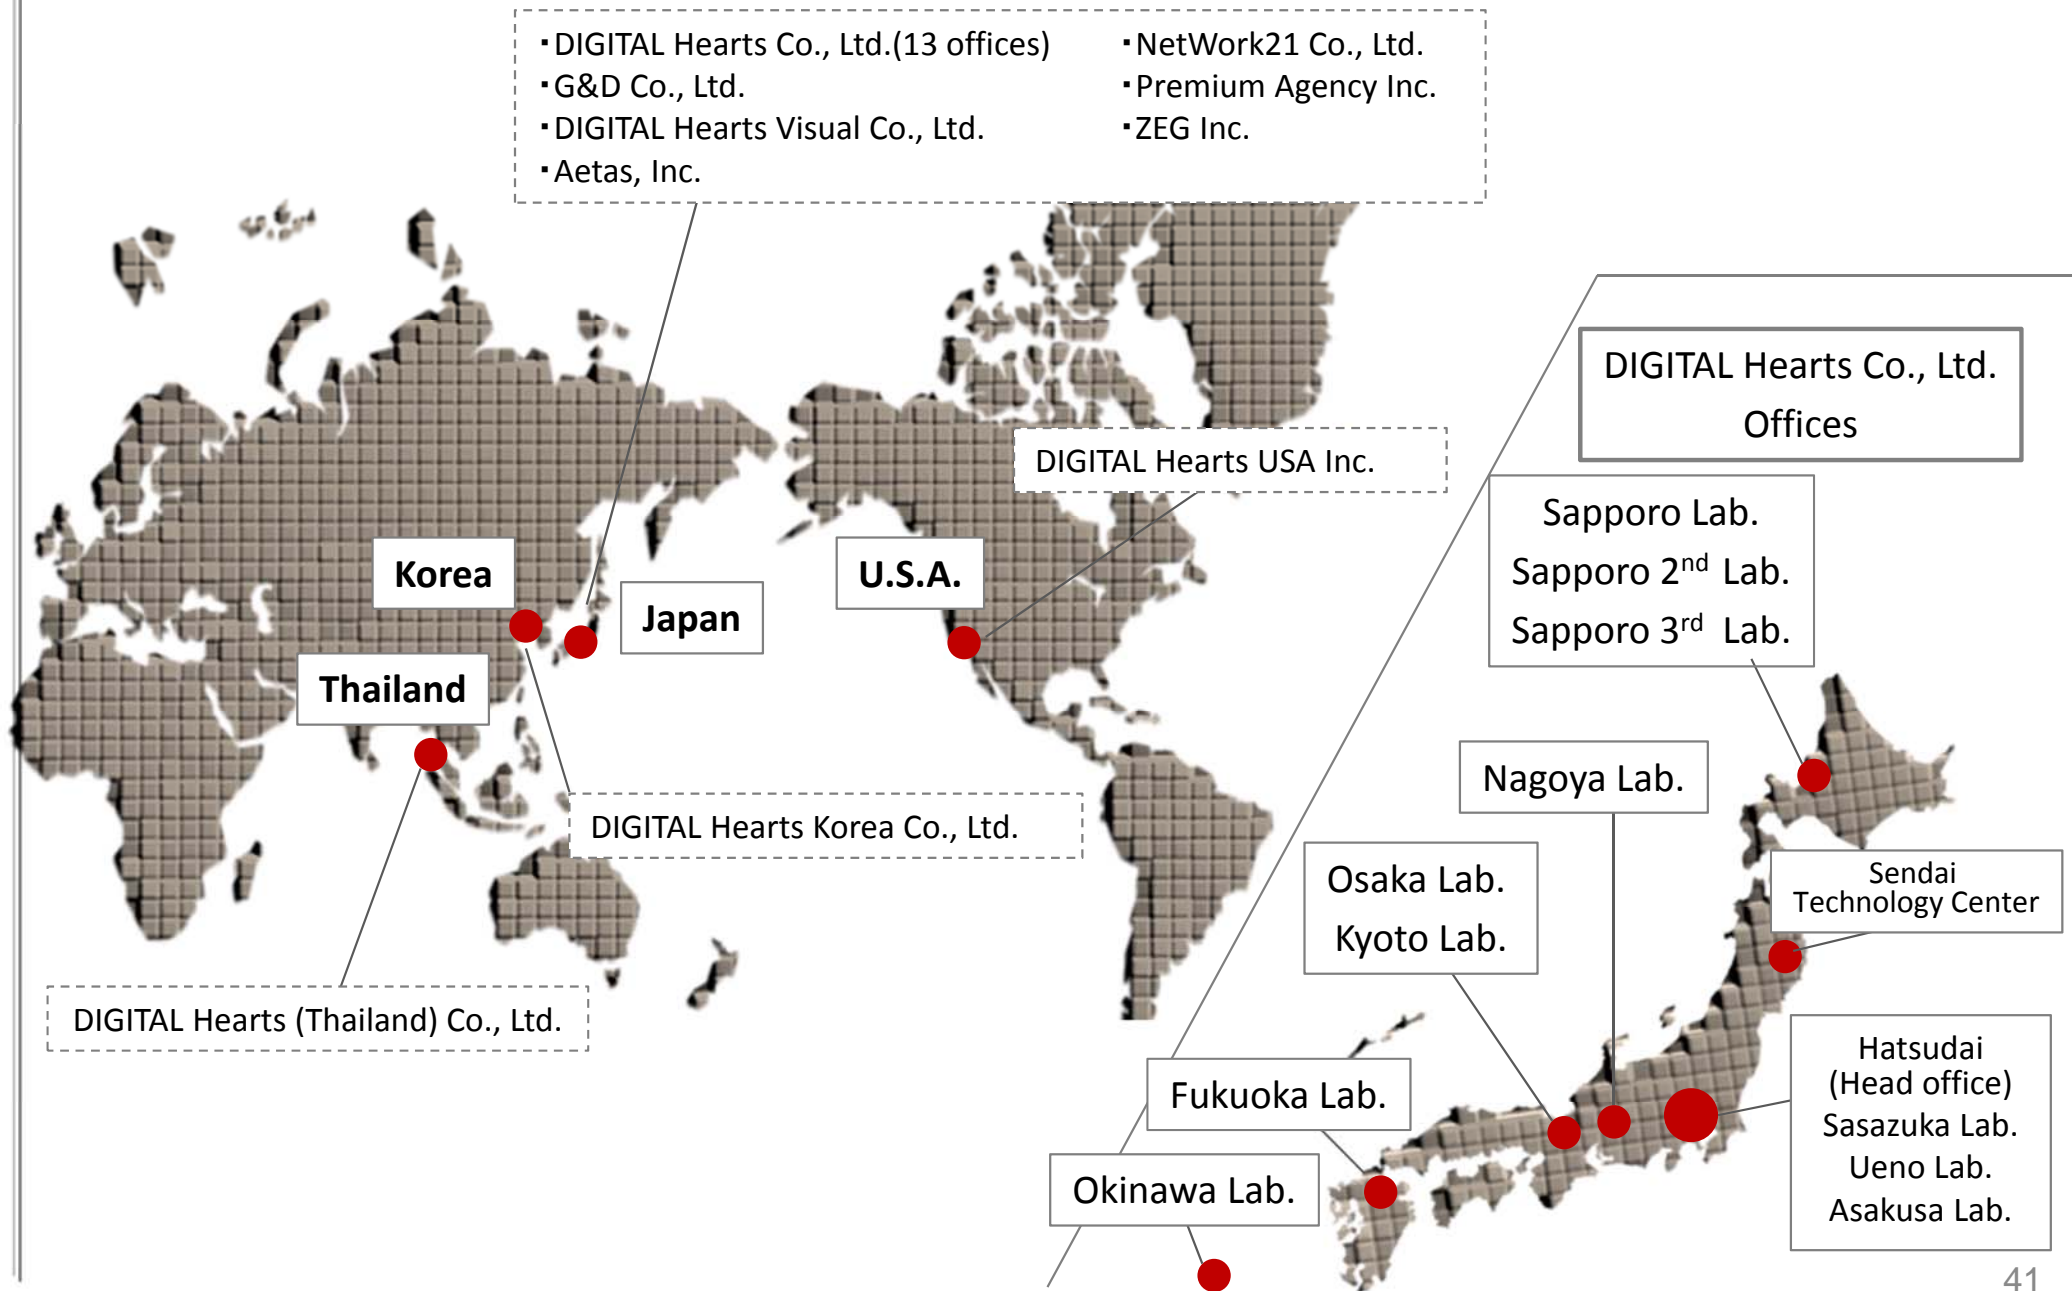 ・DIGITAL Hearts Co., Ltd.(13 offices)
・G&D Co., Ltd.
・DIGITAL Hearts Visual Co., Ltd.
・Aetas, Inc.
・NetWork21 Co., Ltd.
・Premium Agency Inc.
・ZEG Inc.
DIGITAL Hearts USA Inc.
Korea
Japan
U.S.A.
Thailand
DIGITAL Hearts Korea Co., Ltd.
DIGITAL Hearts (Thailand) Co., Ltd.
DIGITAL Hearts Co., Ltd.
Offices
Sapporo Lab.
Sapporo 2nd Lab.
Sapporo 3rd Lab.
Nagoya Lab.
Osaka Lab.
Kyoto Lab.
Sendai
Technology Center
Hatsudai
(Head office)
Sasazuka Lab.
Ueno Lab.
Asakusa Lab.
Fukuoka Lab.
Okinawa Lab.
41